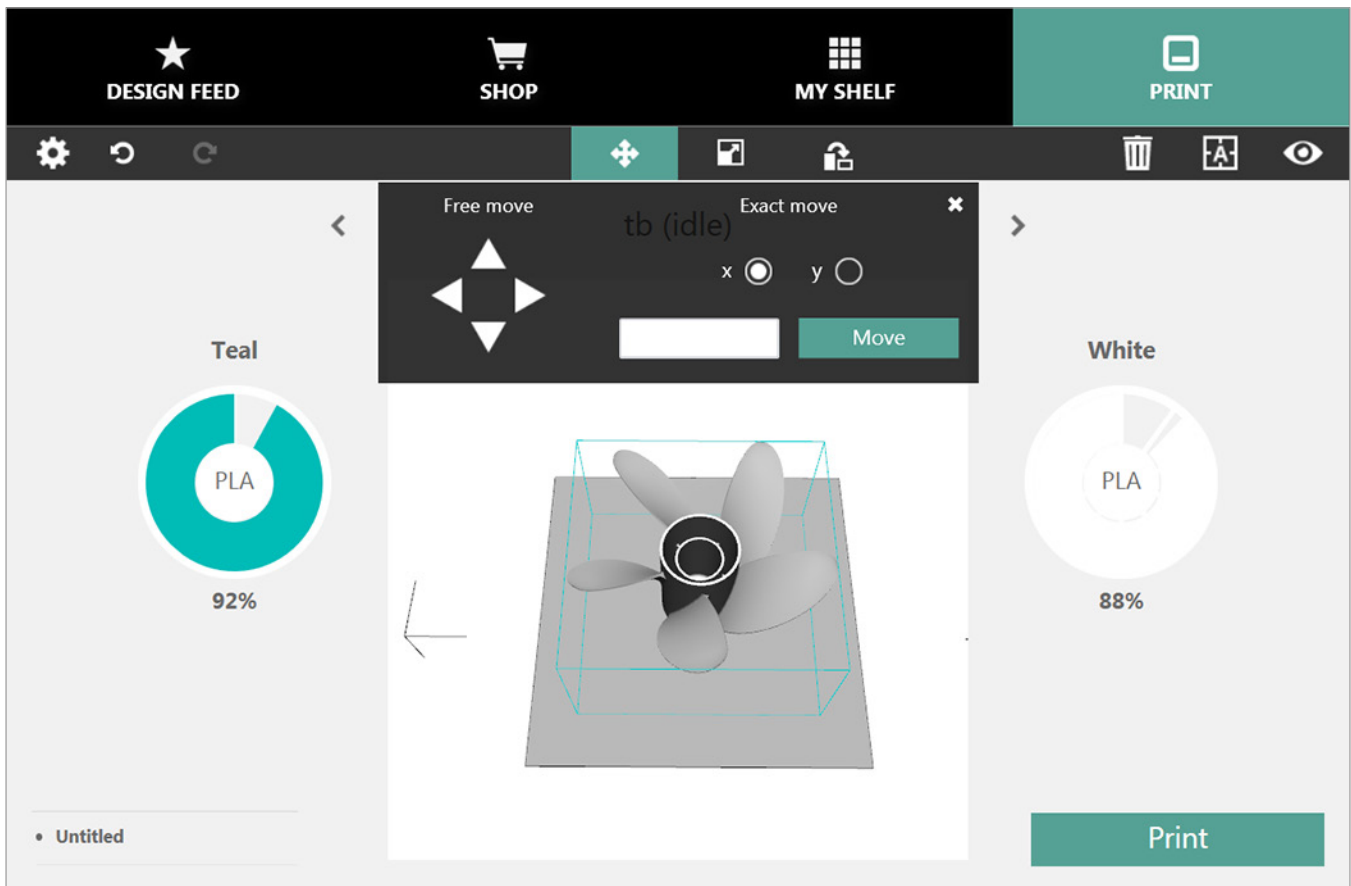 DESIGN FEED
SHOP
MY SHELF
PRINT
A
Free move
tb (idle)
Exact move
x
y
Move
Teal
PLA
92%
White
PLA
88%
Untitled
Print